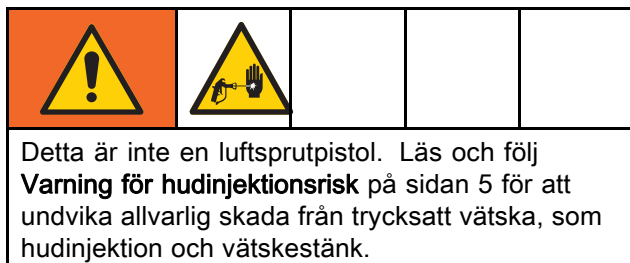 Detta är inte en luftsprutpistol. Läs och följ
Varning för hudinjektionsrisk på sidan 5 för att
undvika allvarlig skada från trycksatt vätska, som
hudinjektion och vätskestänk.